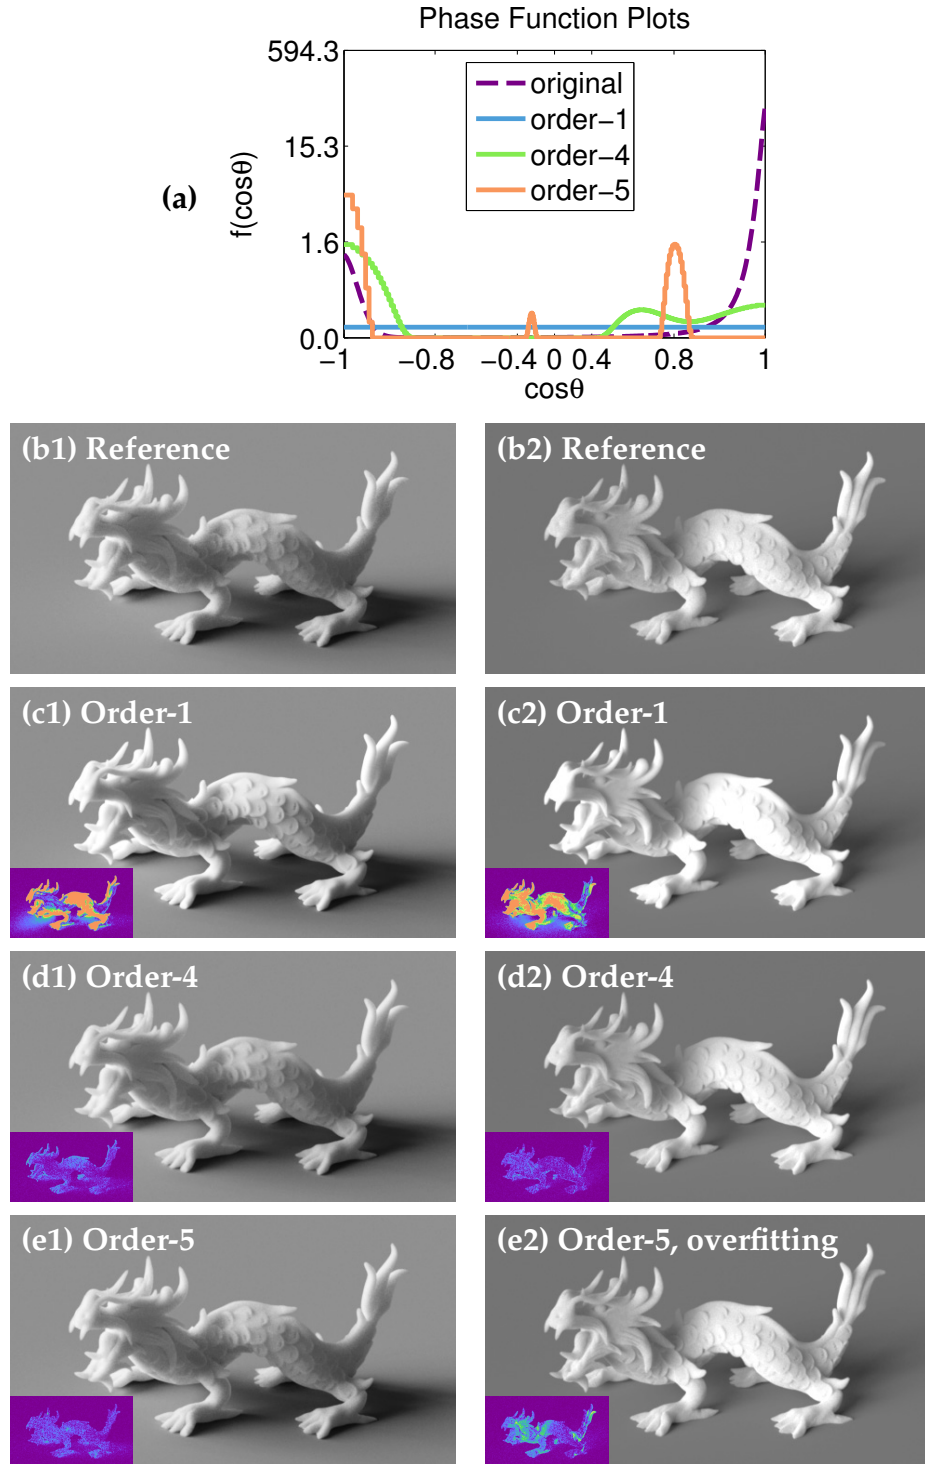 Phase Function Plots
594.3
15.3
1.6
0.0
f(cosθ)
(a)
original
order−1
order−4
order−5
−1
−0.8
−0.4
0
0.4
0.8
1
cosθ
(b1) Reference
(b2) Reference
(c1) Order-1
(c2) Order-1
(d1) Order-4
(d2) Order-4
(e1) Order-5
(e2) Order-5, overfitting